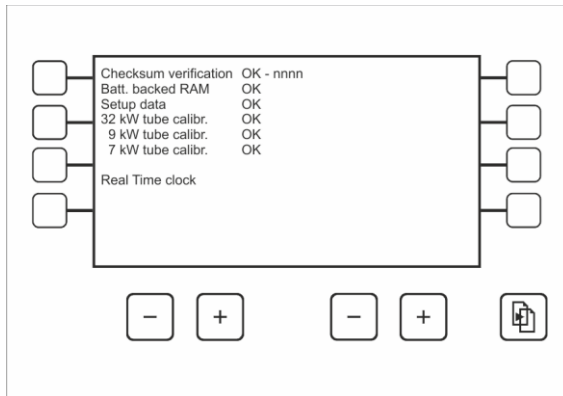 Checksum verification OK - nnnn
Batt. backed RAM OK
Setup data OK
32 kW tube calibr. OK
9 kW tube calibr. OK
7 kW tube calibr. OK
Real Time clock
− + − +